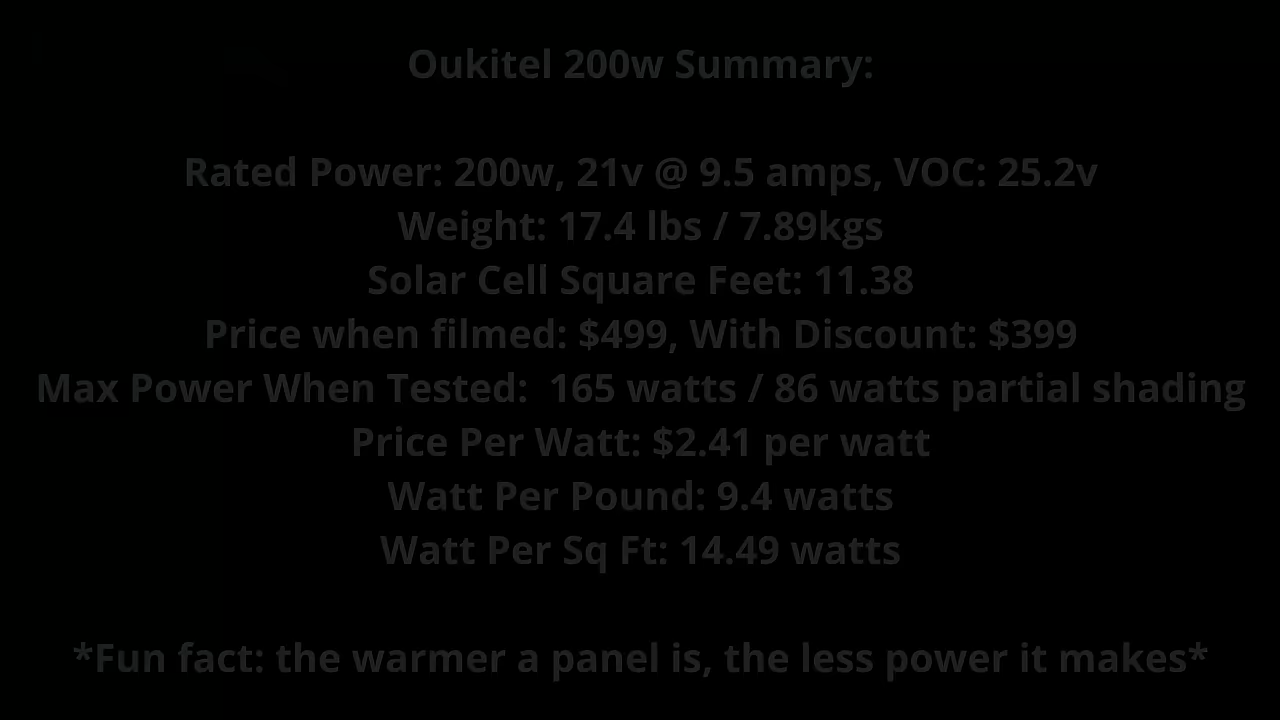 Oukitel 200w Summary:
Rated Power: 200w, 21v @ 9.5 amps, VOC: 25.2v
Weight: 17.4 lbs / 7.89kgs
Solar Cell Square Feet: 11.38
Price when filmed: $499, With Discount: $399
Max Power When Tested:  165 watts / 86 watts partial shading
Price Per Watt: $2.41 per watt
Watt Per Pound: 9.4 watts
Watt Per Sq Ft: 14.49 watts
*Fun fact: the warmer a panel is, the less power it makes*